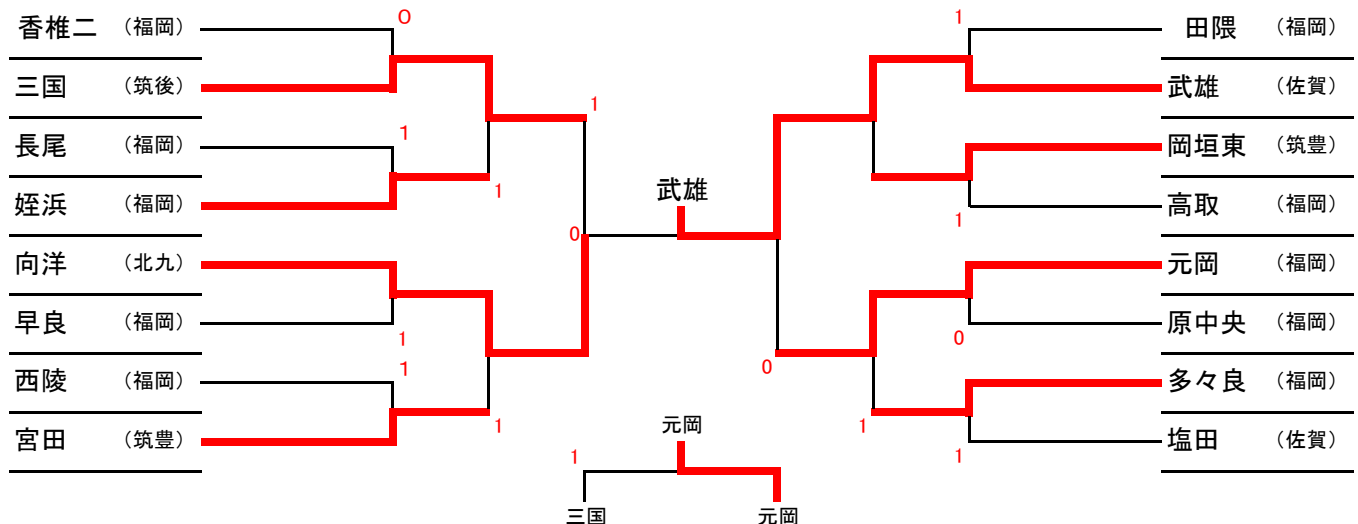 0 1
香椎二 （福岡） 田隈 （福岡）
三国 （筑後） 武雄 （佐賀）
1
1
長尾 （福岡） 岡垣東 （筑豊）
1 武雄
姪浜 （福岡） 高取 （福岡）
1
0
向洋 （北九） 元岡 （福岡）
早良 （福岡） 原中央 （福岡）
1 0
1 0
西陵 （福岡） 多々良 （福岡）
1 元岡 1
宮田 （筑豊） 塩田 （佐賀）
1 1
三国 元岡